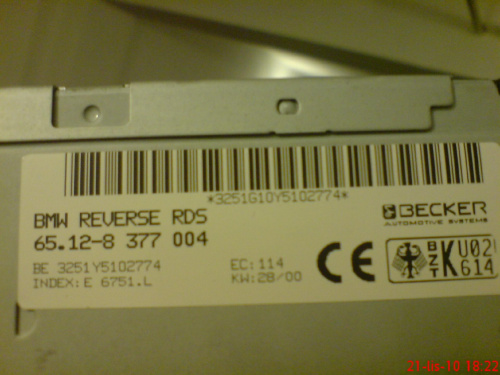 *3251G10Y5102774*
BMW REVERSE RDS
65.12-8 377 004
BECKER
AUTOMOTIVE SYSTEMS
BE 3251Y5102774
INDEX:E 6751.L
EC:114
KW:28/00
CE
BZT K U02
614
21-lis-10 18:22